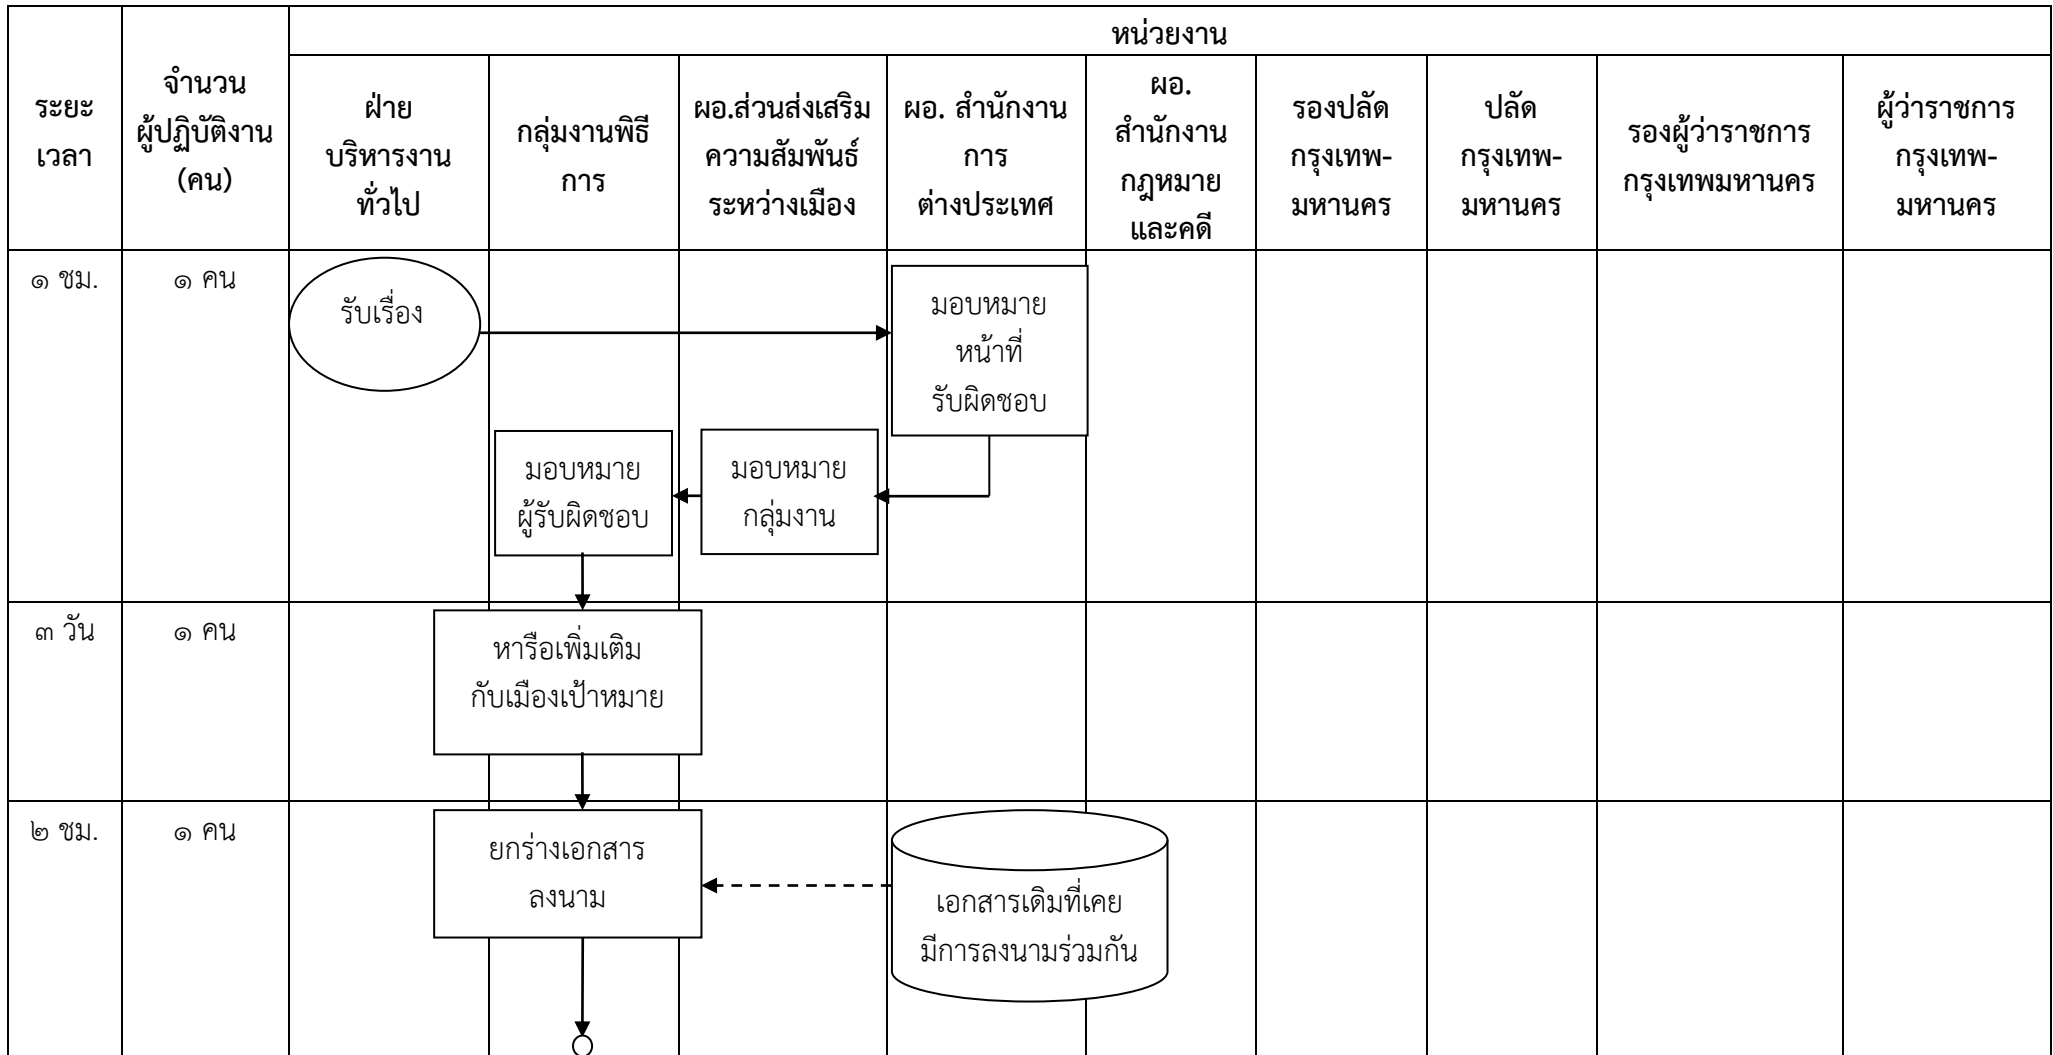 หน่วยงาน
ระยะ
เวลา
จำนวน
ผู้ปฏิบัติงาน
(คน)
ฝ่าย
บริหารงาน
ทั่วไป
กลุ่มงานพิธี
การ
ผอ.ส่วนส่งเสริม
ความสัมพันธ์
ระหว่างเมือง
ผอ. สำนักงาน
การ
ต่างประเทศ
ผอ.
สำนักงาน
กฎหมาย
และคดี
รองปลัด
กรุงเทพ-
มหานคร
ปลัด
กรุงเทพ-
มหานคร
รองผู้ว่าราชการ
กรุงเทพมหานคร
ผู้ว่าราชการ
กรุงเทพ-
มหานคร
๑ ชม.
๑ คน
รับเรื่อง
มอบหมาย
หน้าที่
รับผิดชอบ
มอบหมาย
ผู้รับผิดชอบ
มอบหมาย
กลุ่มงาน
๓ วัน
๑ คน
หารือเพิ่มเติม
กับเมืองเป้าหมาย
๒ ชม.
๑ คน
ยกร่างเอกสาร
ลงนาม
เอกสารเดิมที่เคย
มีการลงนามร่วมกัน